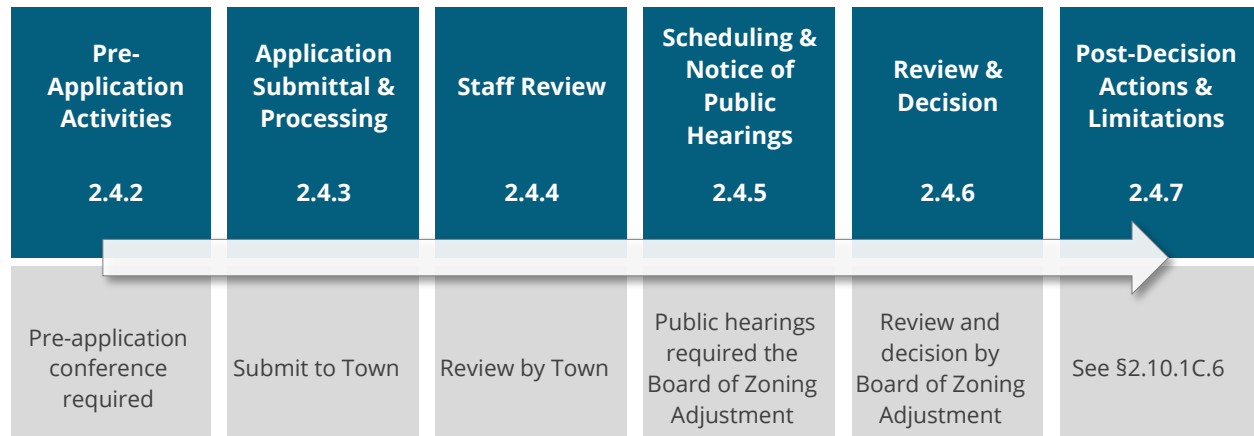 Pre-
Application
Activities
2.4.2
Application
Submittal &
Processing
2.4.3
Staff Review
2.4.4
Scheduling &
Notice of
Public
Hearings
2.4.5
Review &
Decision
2.4.6
Post-Decision
Actions &
Limitations
2.4.7
Pre-application
conference
required
Submit to Town
Review by Town
Public hearings
required the
Board of Zoning
Adjustment
Review and
decision by
Board of Zoning
Adjustment
See §2.10.1C.6